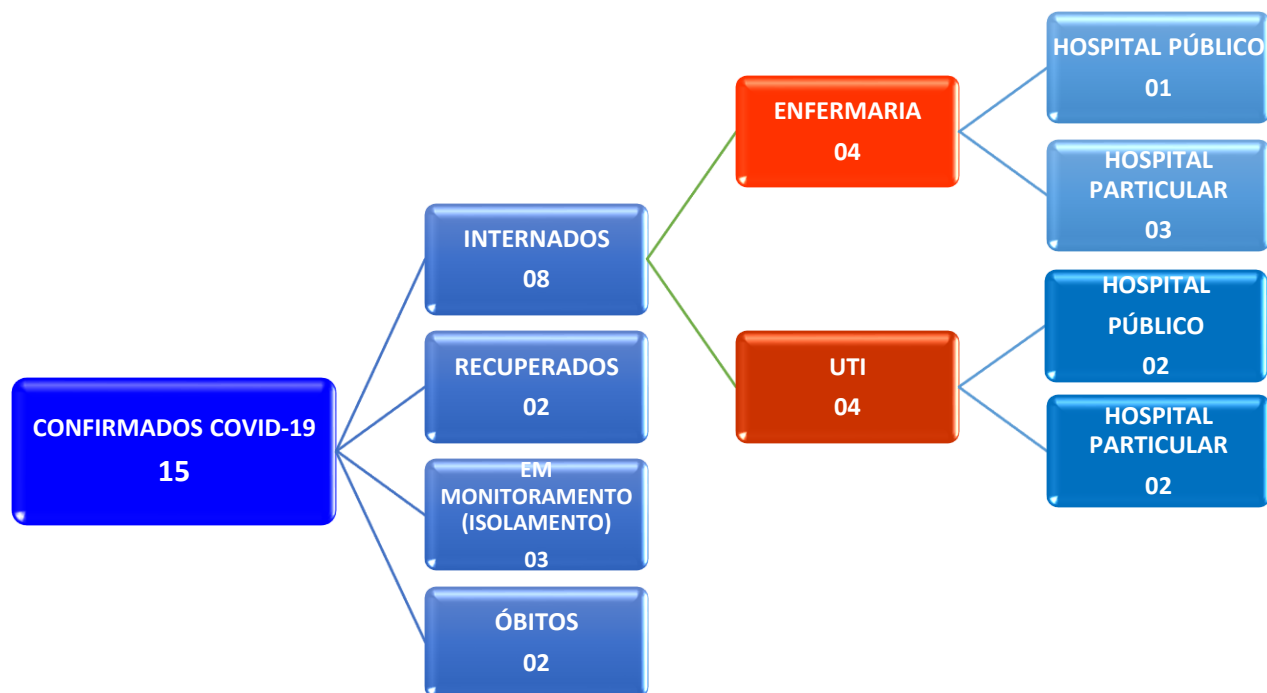 CONFIRMADOS COVID-19
15
INTERNADOS
08
RECUPERADOS
02
EM
MONITORAMENTO
(ISOLAMENTO)
03
ÓBITOS
02
ENFERMARIA
04
UTI
04
HOSPITAL PÚBLICO
01
HOSPITAL
PARTICULAR
03
HOSPITAL
PÚBLICO
02
HOSPITAL
PARTICULAR
02